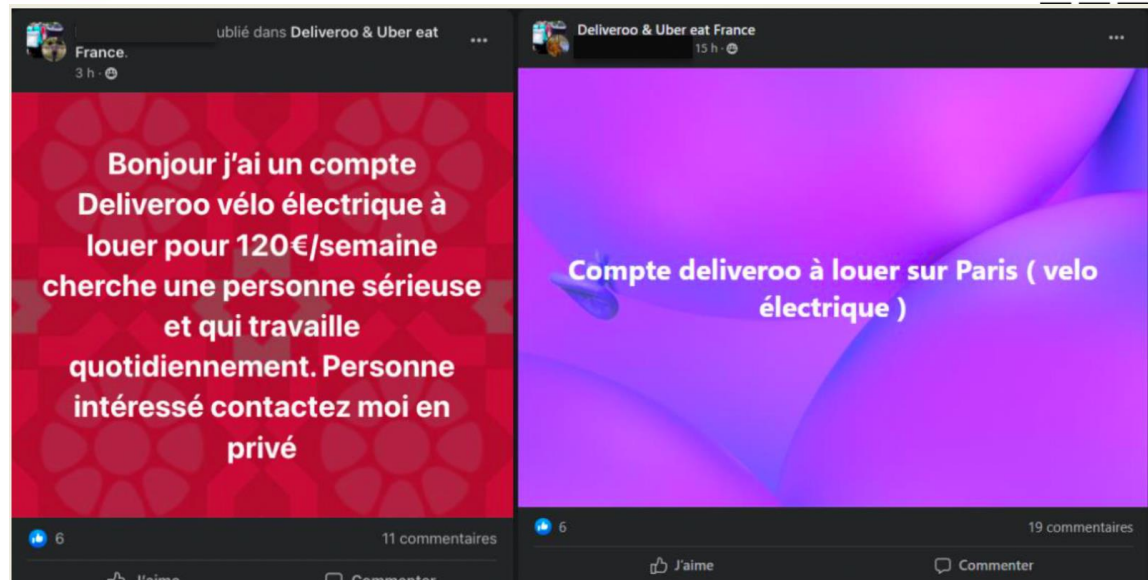 ublié dans Deliveroo & Uber eat
France.
3 h
Bonjour j'ai un compte
Deliveroo vélo électrique à
louer pour 120€/semaine
cherche une personne sérieuse
et qui travaille
quotidiennement. Personne
intéressé contactez moi en
privé
6
11 commentaires
J'aime
Commenter
Deliveroo & Uber eat France
15 h
Compte deliveroo à louer sur Paris ( velo
électrique )
6
19 commentaires
J'aime
Commenter